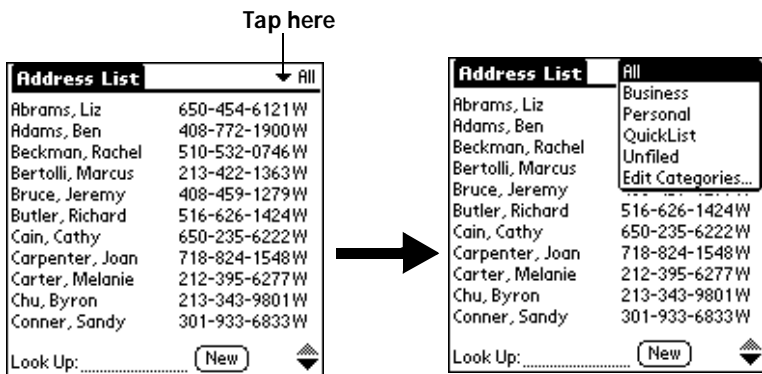 Tap here
Address List All
Abrams, Liz 650-454-6121W
Adams, Ben 408-772-1900W
Beckman, Rachel 510-532-0746W
Bertolli, Marcus 213-422-1363W
Bruce, Jeremy 408-459-1279W
Butler, Richard 516-626-1424W
Cain, Cathy 650-235-6222W
Carpenter, Joan 718-824-1548W
Carter, Melanie 212-395-6277W
Chu, Byron 213-343-9801W
Conner, Sandy 301-933-6833W
Look Up: New
Address List
All
Business
Personal
QuickList
Unfiled
Edit Categories...
Abrams, Liz
Adams, Ben
Beckman, Rachel
Bertolli, Marcus
Bruce, Jeremy
Butler, Richard 516-626-1424W
Cain, Cathy 650-235-6222W
Carpenter, Joan 718-824-1548W
Carter, Melanie 212-395-6277W
Chu, Byron 213-343-9801W
Conner, Sandy 301-933-6833W
Look Up: New